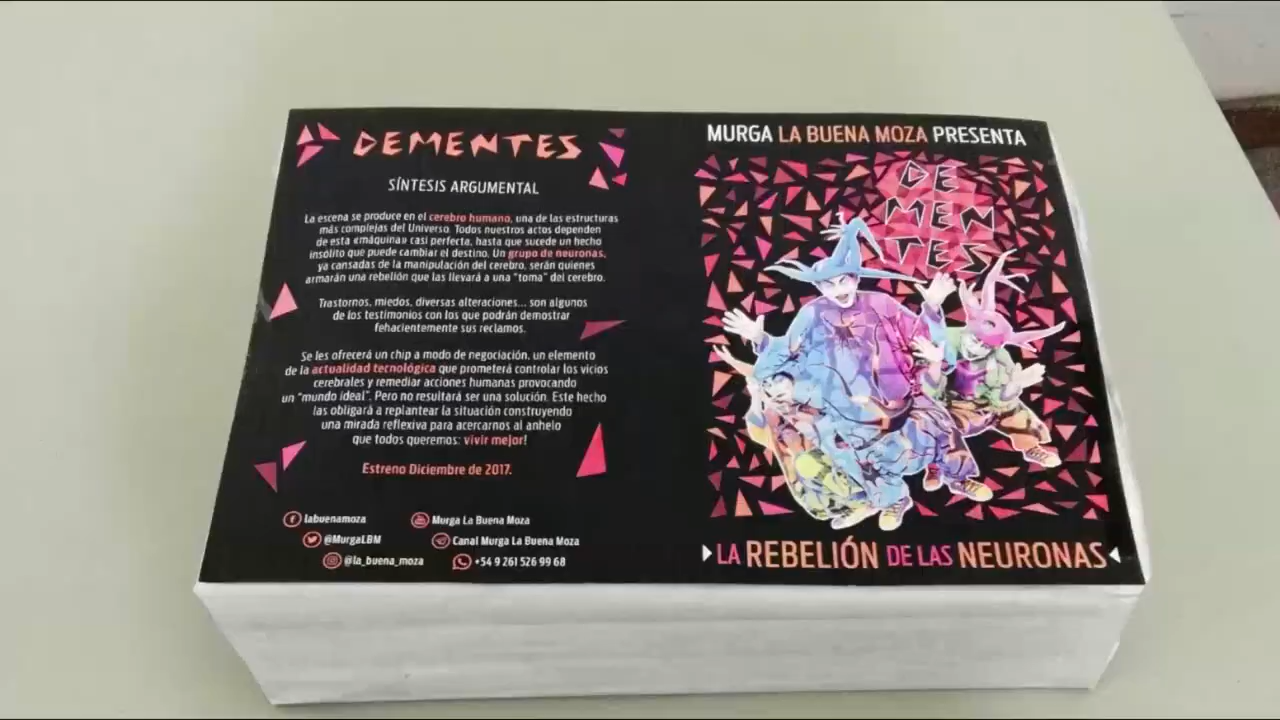 DEMENTES
SÍNTESIS ARGUMENTAL
La escena se produce en el cerebro humano, una de las estructuras
más complejas del Universo. Todos nuestros actos dependen
de esta «máquina» casi perfecta, hasta que sucede un hecho
insólito que puede cambiar el destino. Un grupo de neuronas,
ya cansadas de la manipulación del cerebro, serán quienes
armarán una rebelión que las llevará a una "toma" del cerebro.
Trastornos, miedos, diversas alteraciones... son algunos
de los testimonios con los que podrán demostrar
fehacientemente sus reclamos.
Se les ofrecerá un chip a modo de negociación, un elemento
de la actualidad tecnológica que prometerá controlar los vicios
cerebrales y remediar acciones humanas provocando
un "mundo ideal". Pero no resultará ser una solución. Este hecho
las obligará a replantear la situación construyendo
una mirada reflexiva para acercarnos al anhelo
que todos queremos: vivir mejor!
Estreno Diciembre de 2017.
labuenamoza
Murga La Buena Moza
@MurgaLBM
Canal Murga La Buena Moza
@la_buena_moza
+54 9 261 526 99 68
MURGA LA BUENA MOZA PRESENTA
DE
MEN
TES
LA REBELIÓN DE LAS NEURONAS